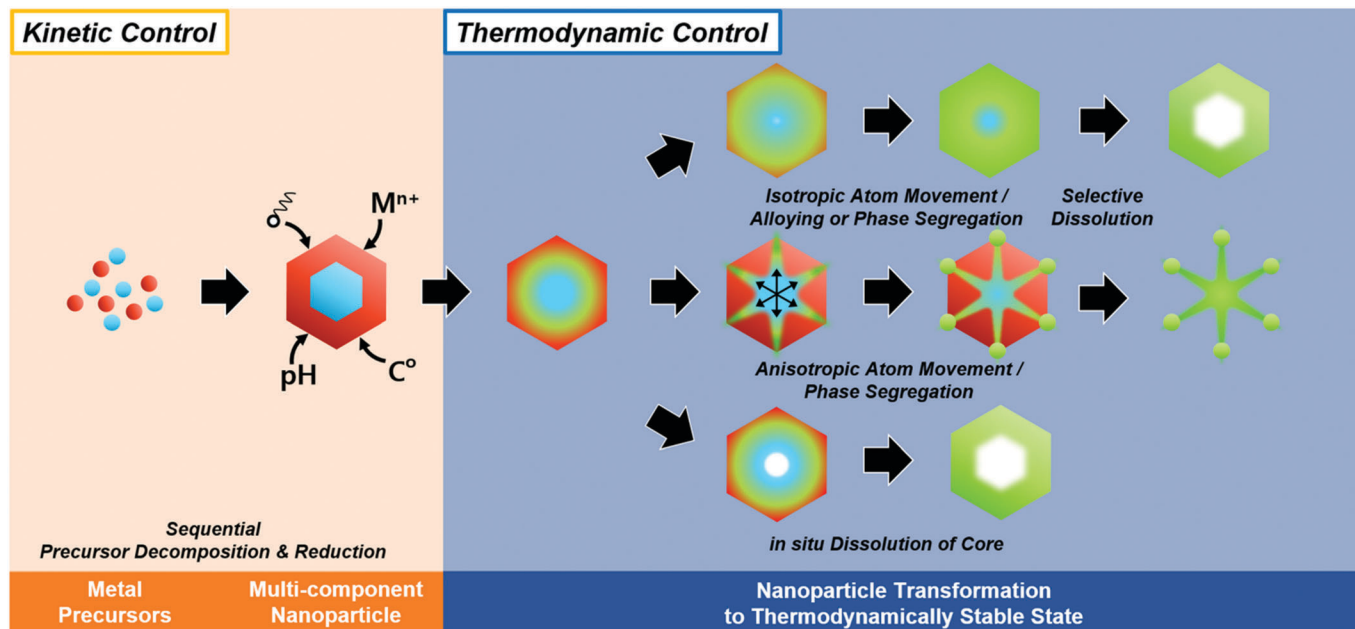 Kinetic Control
Thermodynamic Control
Mn+
pH
Co
Sequential
Precursor Decomposition & Reduction
Isotropic Atom Movement /
Alloying or Phase Segregation
Selective
Dissolution
Anisotropic Atom Movement /
Phase Segregation
in situ Dissolution of Core
Metal
Precursors
Multi-component
Nanoparticle
Nanoparticle Transformation
to Thermodynamically Stable State